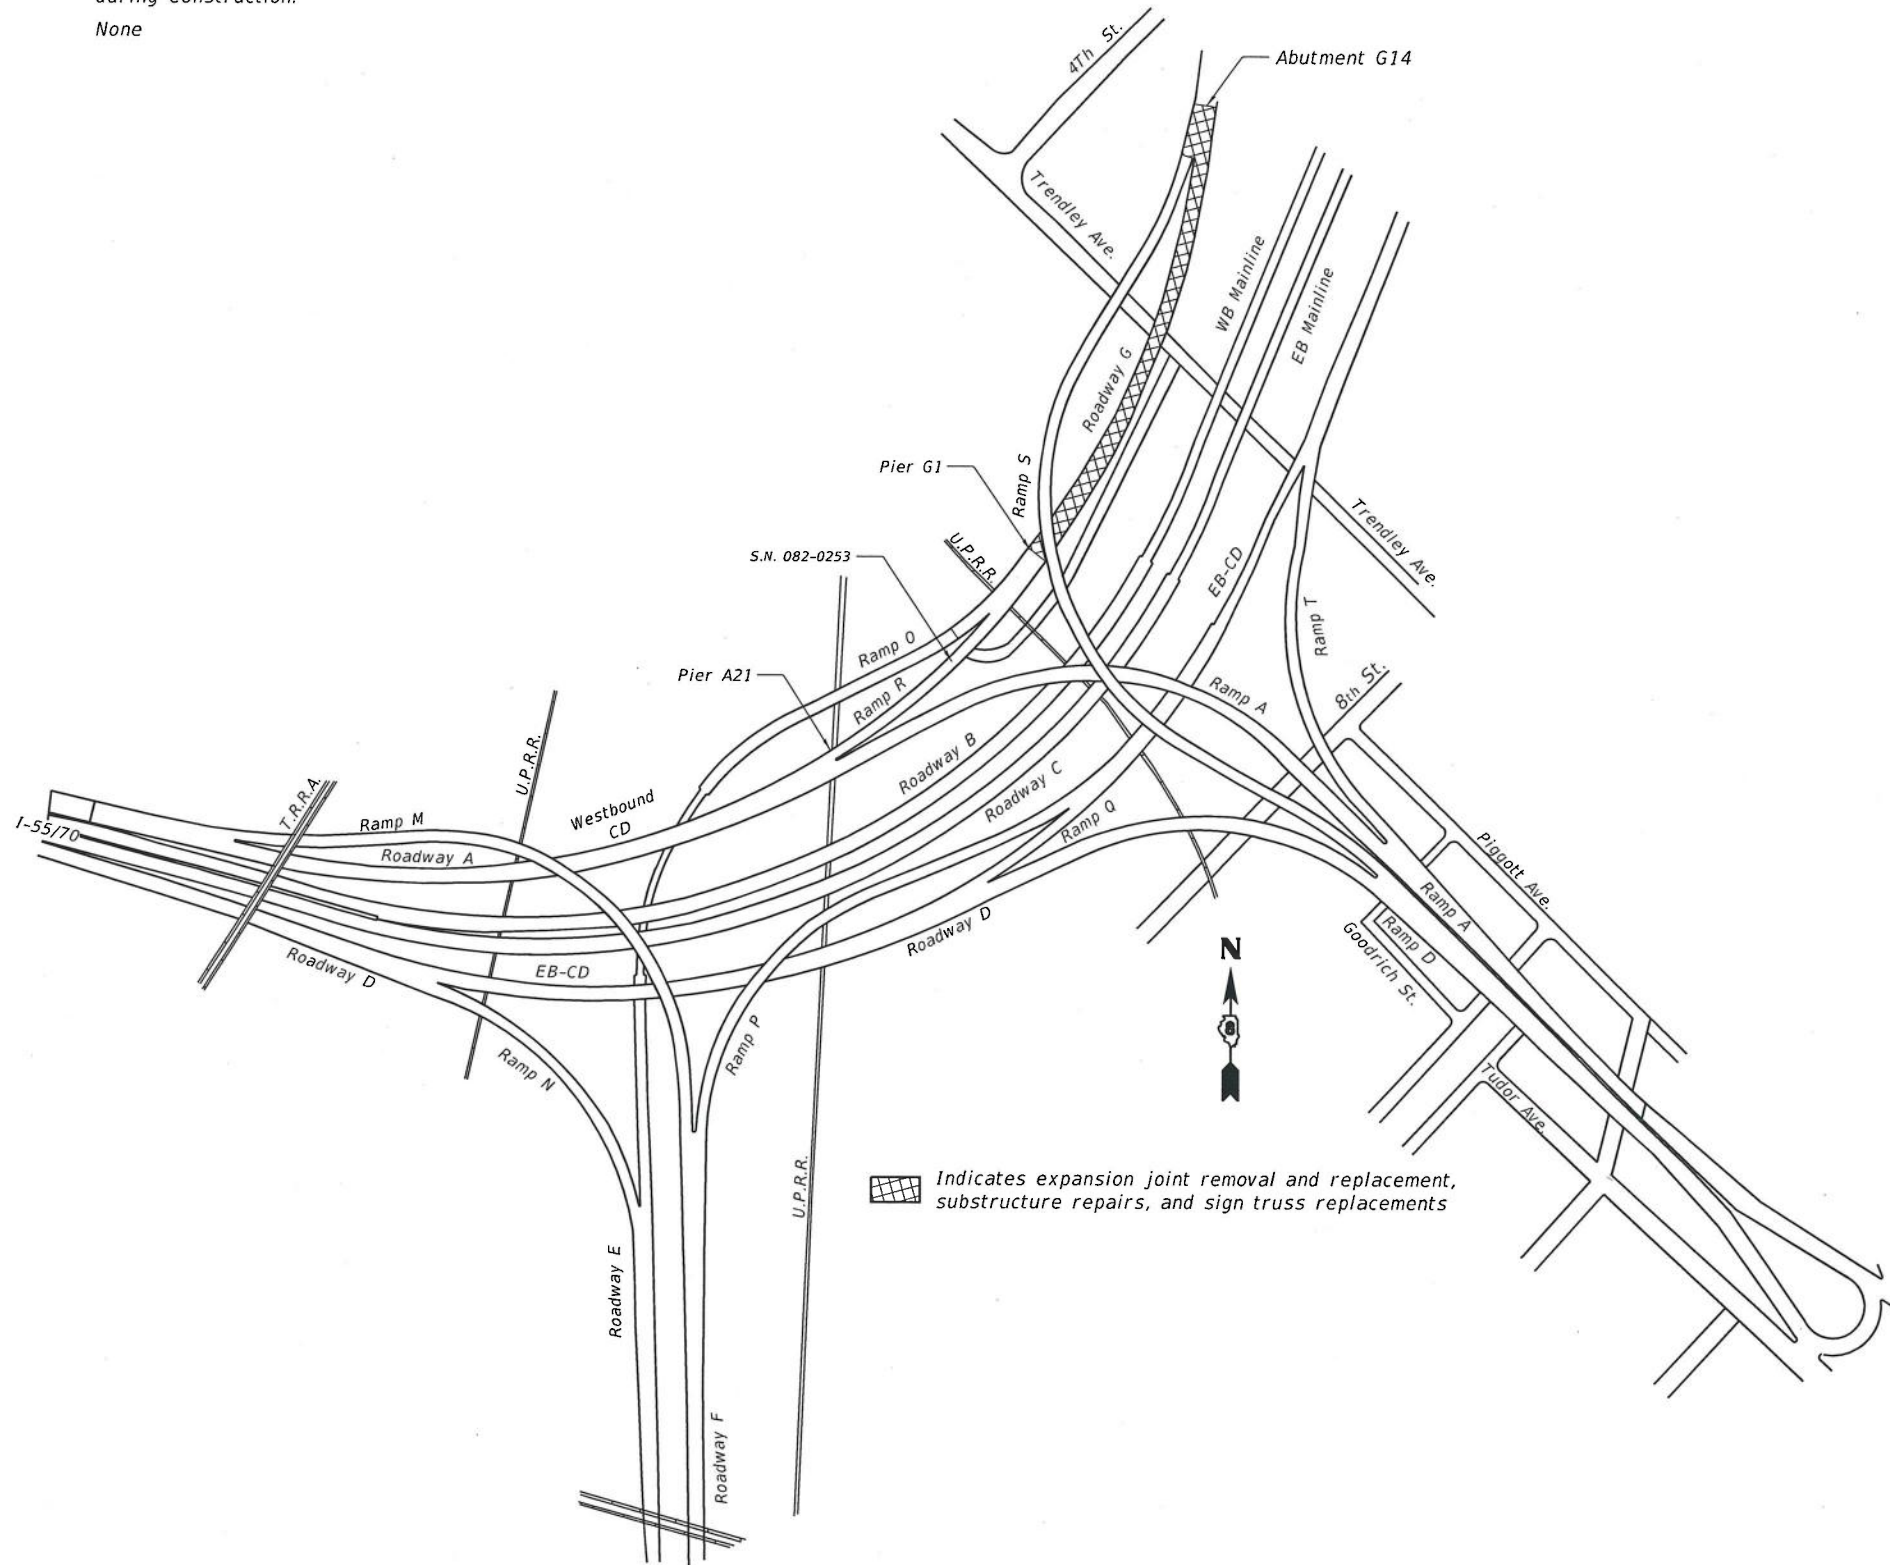 during Construction.
None
4Th St.
Abutment G14
Trendley Ave.
WB Mainline
EB Mainline
Roadway G
Pier G1
Ramp S
U.P.R.R.
S.N. 082-0253
Trendley Ave.
EB-CD
Ramp T
Ramp O
Pier A21
Ramp R
Ramp A
8th St.
U.P.R.R.
Roadway B
Roadway C
T.R.R.A.
Westbound
CD
I-55/70
Ramp M
Roadway A
Ramp Q
Piggott Ave.
Ramp A
Ramp D
Goodrich St.
Roadway D
Roadway D
EB-CD
N
Ramp P
Ramp N
Tudor Ave.
U.P.R.R.
Indicates expansion joint removal and replacement,
substructure repairs, and sign truss replacements
Roadway E
Roadway F